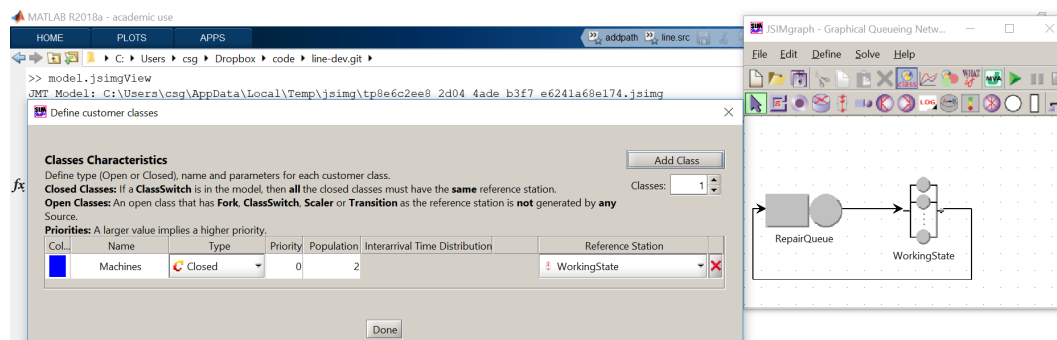 MATLAB R2018a - academic use
HOME PLOTS APPS
addpath line.src
C: Users csg Dropbox code line-dev.git
>> model.jsimgView
JMT Model: C:\Users\csg\AppData\Local\Temp\jsimg\tp8e6c2ee8_2d04_4ade_b3f7_e6241a68e174.jsimg
fx
Define customer classes
Classes Characteristics
Add Class
Define type (Open or Closed), name and parameters for each customer class.
Closed Classes: If a ClassSwitch is in the model, then all the closed classes must have the same reference station.
Classes: 1
Open Classes: An open class that has Fork, ClassSwitch, Scaler or Transition as the reference station is not generated by any
Source.
Priorities: A larger value implies a higher priority.
Col... Name Type Priority Population Interarrival Time Distribution Reference Station
Machines Closed 0 2 WorkingState
Done
JSIMgraph - Graphical Queueing Netw...
File Edit Define Solve Help
WHAT IF MVA
LOG
RepairQueue
WorkingState